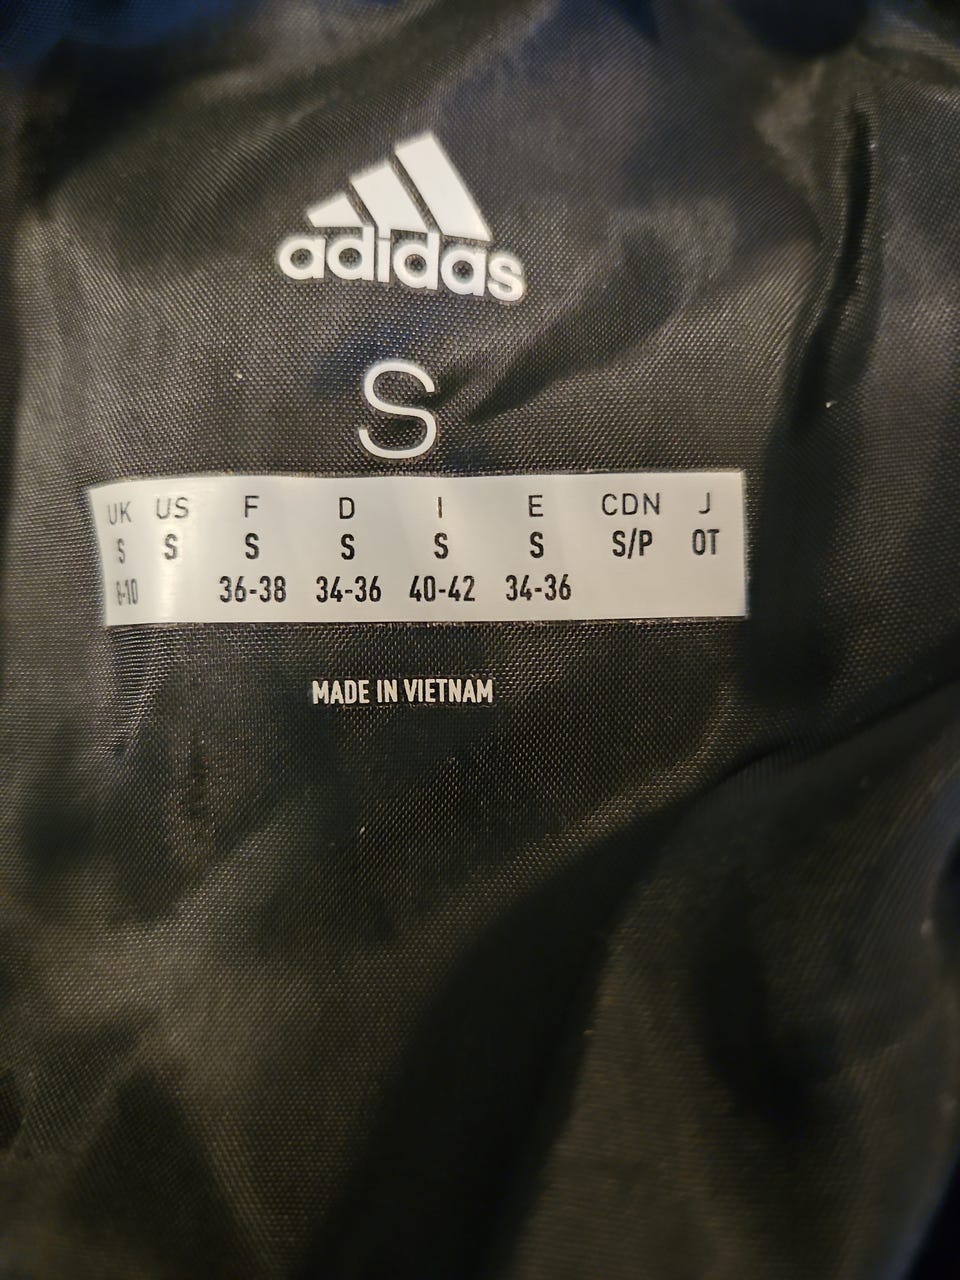 adidas
S
UK US F D I E CDN J
S S S S S S S/P OT
8-10 36-38 34-36 40-42 34-36
MADE IN VIETNAM